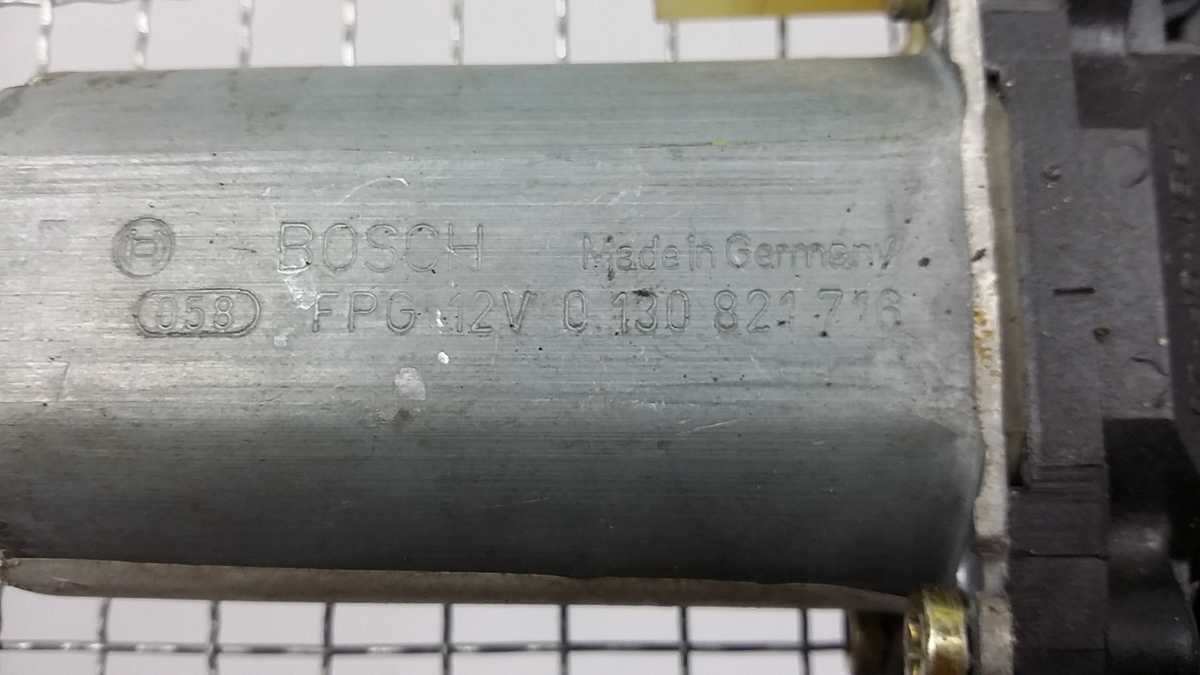 BOSCH Made in Germany
058 FPG 12V 0 130 821 716